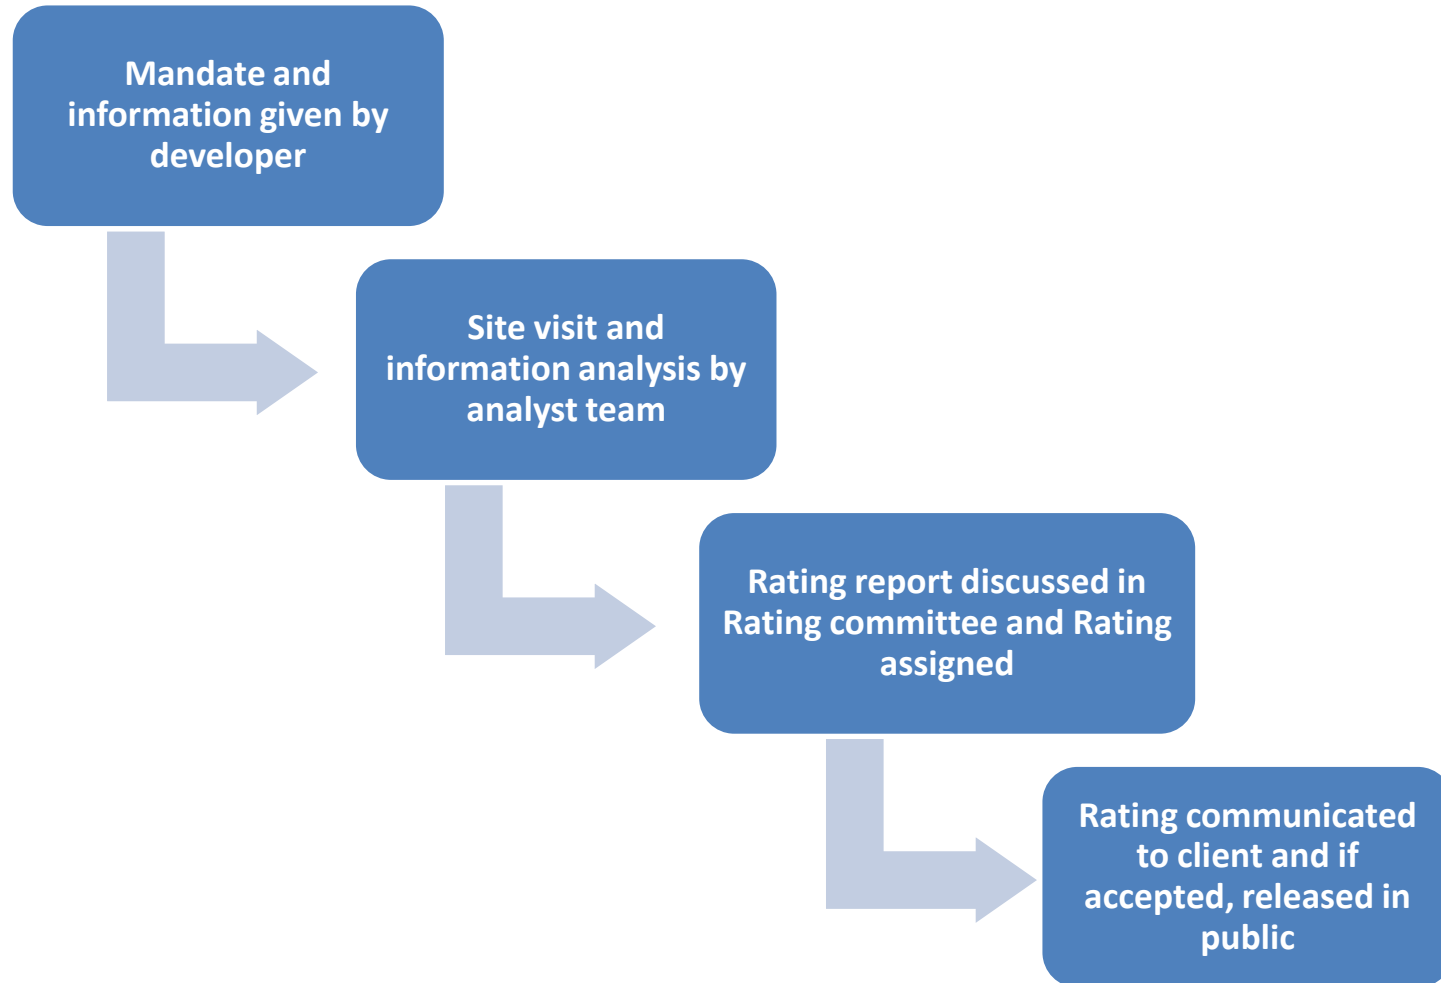 Mandate and
information given by
developer
Site visit and
information analysis by
analyst team
Rating report discussed in
Rating committee and Rating
assigned
Rating communicated
to client and if
accepted, released in
public